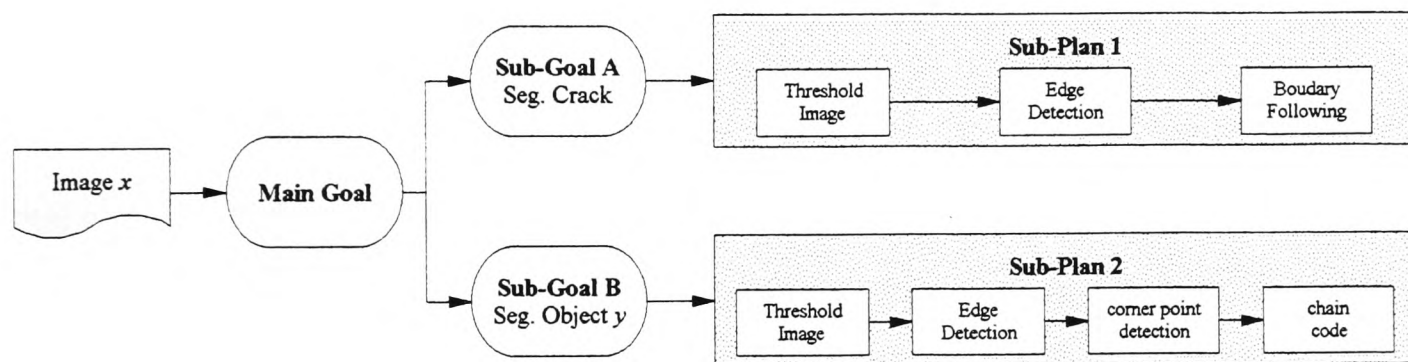 Image x
Main Goal
Sub-Goal A
Seg. Crack
Sub-Plan 1
Threshold
Image
Edge
Detection
Boudary
Following
Sub-Goal B
Seg. Object y
Sub-Plan 2
Threshold
Image
Edge
Detection
corner point
detection
chain
code